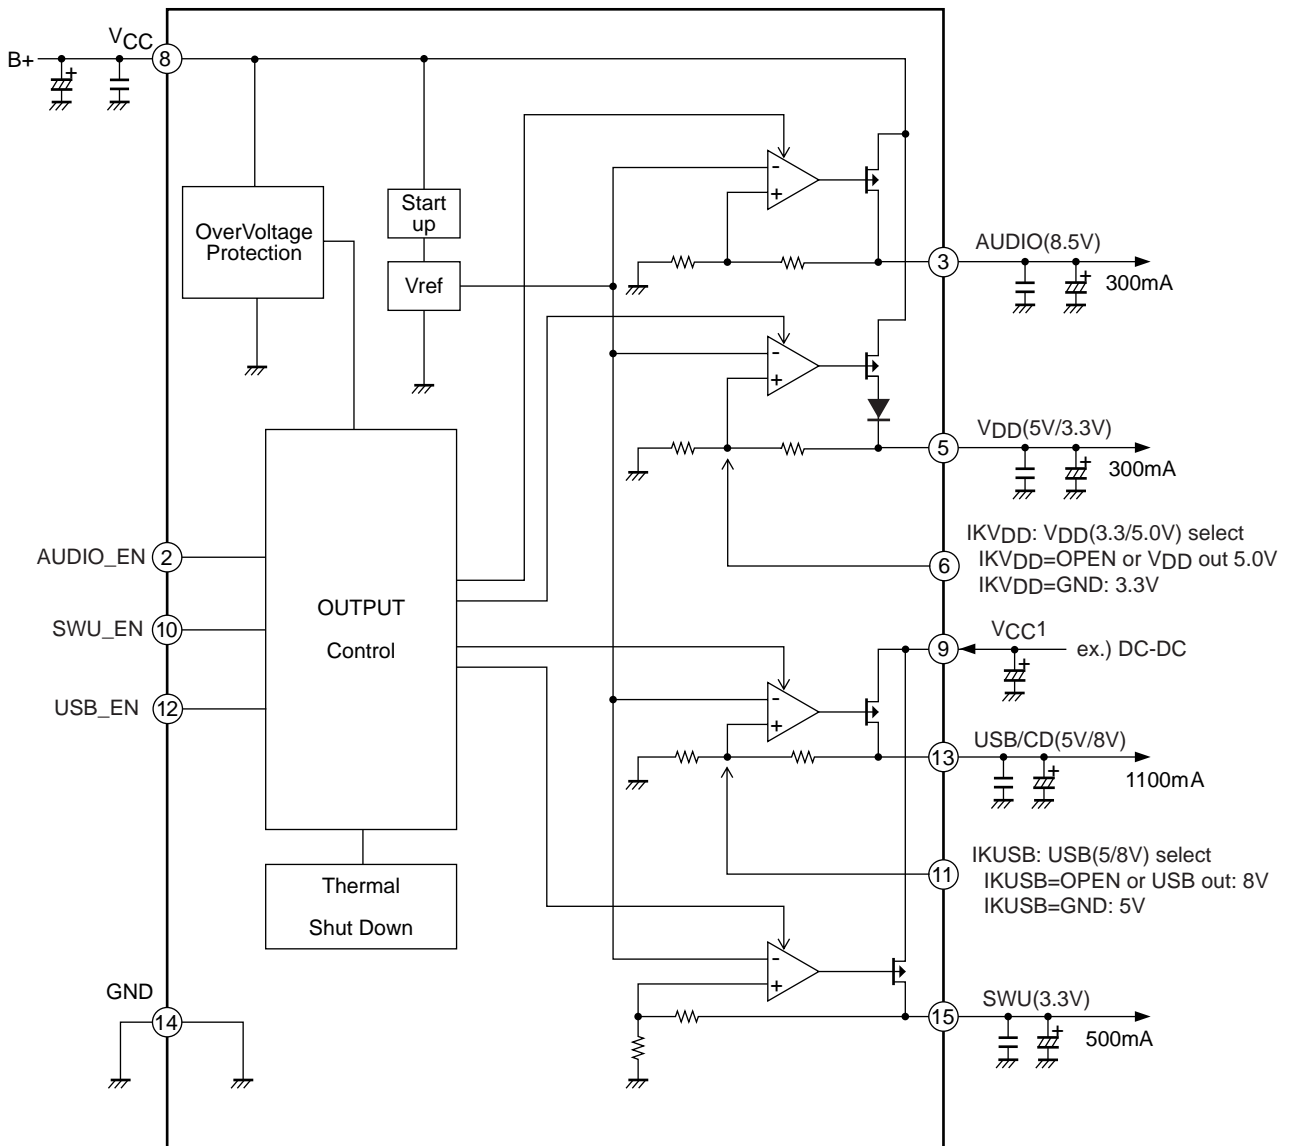 VCC
B+
8
Start
up
OverVoltage
Protection
Vref
-
+
AUDIO(8.5V)
3
+
300mA
-
+
VDD(5V/3.3V)
5
+
300mA
IKVDD: VDD(3.3/5.0V) select
6
IKVDD=OPEN or VDD out 5.0V
IKVDD=GND: 3.3V
AUDIO_EN
2
OUTPUT
Control
SWU_EN
10
USB_EN
12
VCC1
9
ex.) DC-DC
+
-
+
USB/CD(5V/8V)
13
+
1100mA
IKUSB: USB(5/8V) select
11
IKUSB=OPEN or USB out: 8V
IKUSB=GND: 5V
Thermal
Shut Down
-
+
GND
14
SWU(3.3V)
15
+
500mA